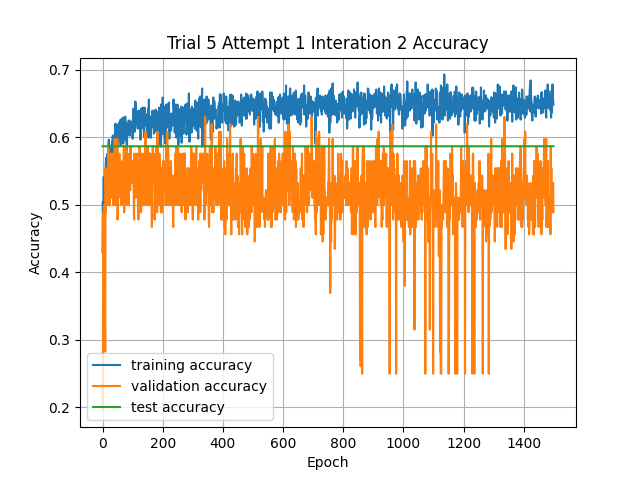 Trial 5 Attempt 1 Interation 2 Accuracy
0.7
0.6
0.5
0.4
0.3
0.2
Accuracy
training accuracy
validation accuracy
test accuracy
0 200 400 600 800 1000 1200 1400
Epoch